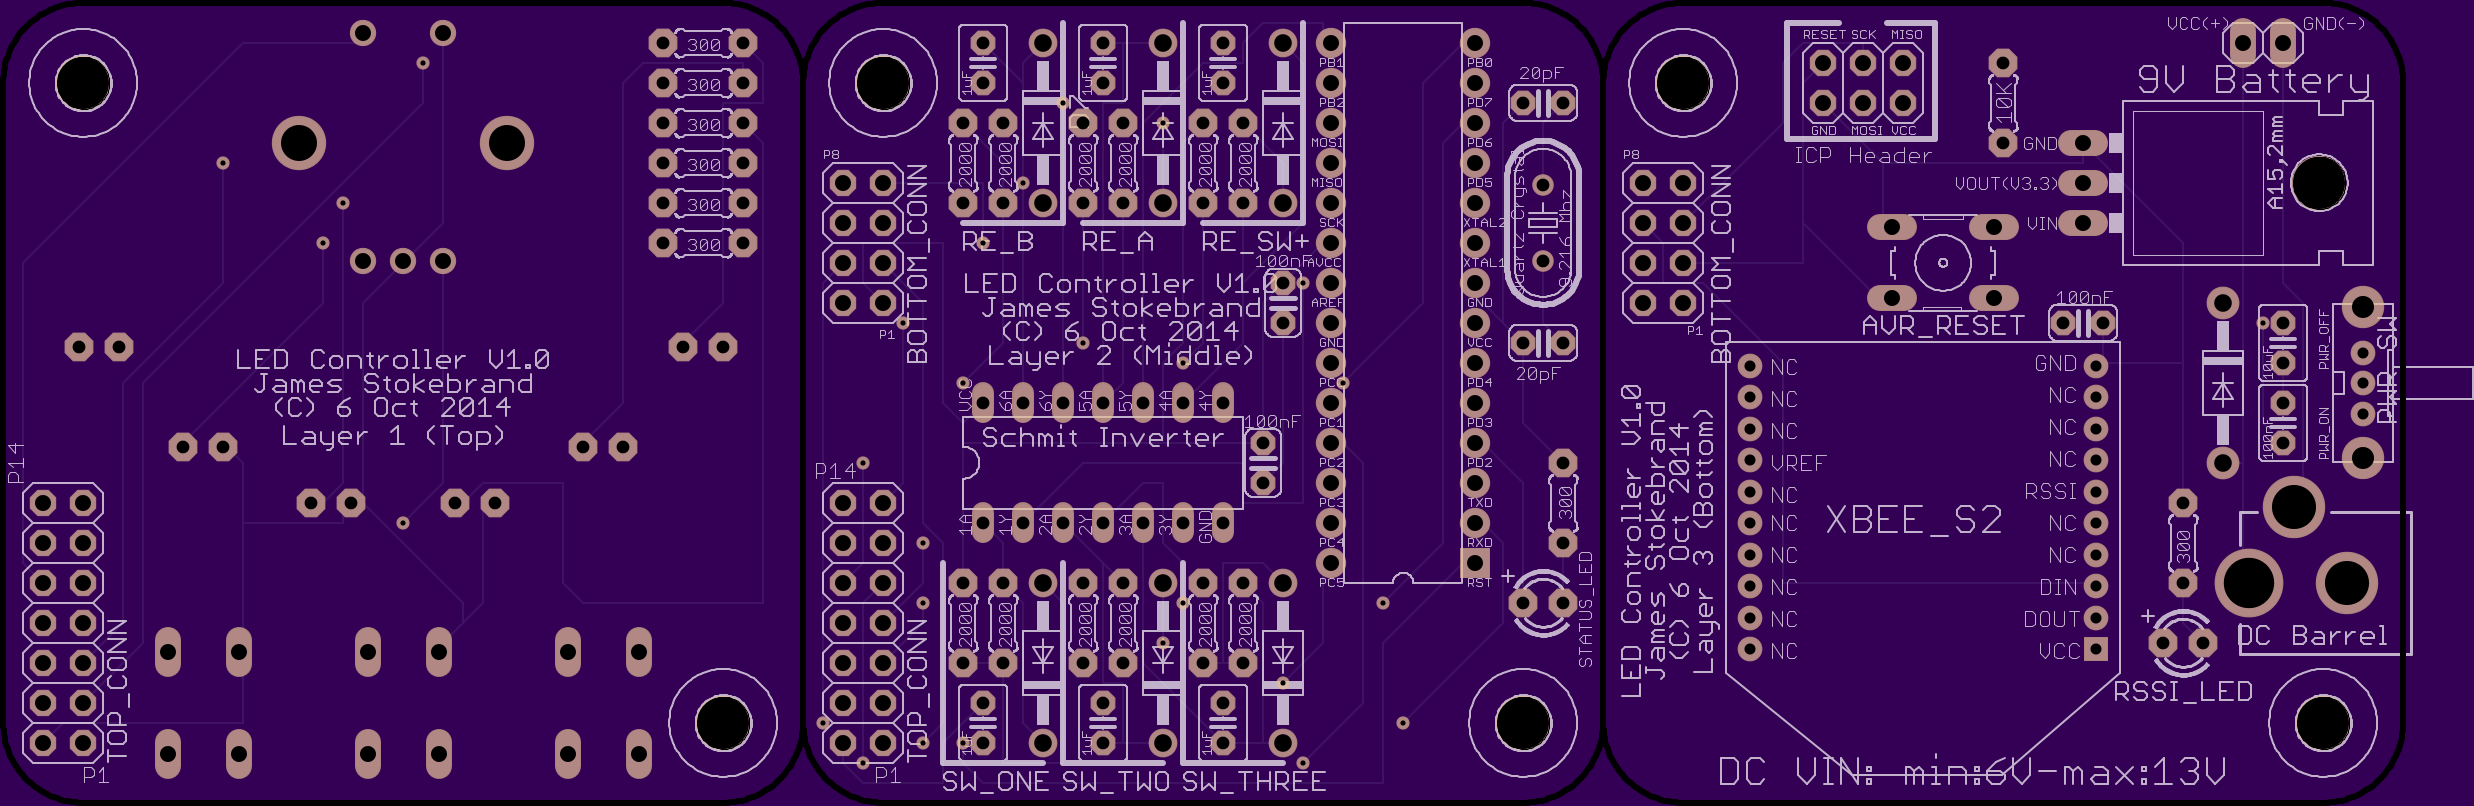 300
300
300
300
300
300
LED Controller V1.0
James Stokebrand
(C) 6 Oct 2014
Layer 1 (Top)
P14
TOP_CONN
P1
1uF
1uF
1uF
2000
2000
2000
2000
2000
2000
RE_B
RE_A
RE_SW+
P8
BOTTOM_CONN
P1
LED Controller V1.0
James Stokebrand
(C) 6 Oct 2014
Layer 2 (Middle)
100nF
VCC
6A
6Y
5A
5Y
4A
4Y
Schmit Inverter
1A
1Y
2A
2Y
3A
3Y
GND
100nF
P14
TOP_CONN
P1
2000
2000
2000
2000
2000
2000
1uF
1uF
1uF
SW_ONE
SW_TWO
SW_THREE
PB1
PB2
MOSI
MISO
SCK
AVCC
AREF
GND
PC0
PC1
PC2
PC3
PC4
PC5
PB0
PD7
PD6
PD5
XTAL2
XTAL1
GND
VCC
PD4
PD3
PD2
TXD
RXD
RST
20pF
Quartz Crystal
9.216 Mhz
20pF
300
+
STATUS_LED
RESET
SCK
MISO
GND
MOSI
VCC
ICP Header
10K
VCC(+)
GND(-)
9V Battery
GND
VOUT(V3.3)
VIN
A15,2mm
P8
BOTTOM_CONN
P1
AVR_RESET
100nF
LED Controller V1.0
James Stokebrand
(C) 6 Oct 2014
Layer 3 (Bottom)
NC
NC
NC
VREF
NC
NC
NC
NC
NC
NC
XBEE_S2
GND
NC
NC
NC
RSSI
NC
NC
DIN
DOUT
VCC
10uF
100nF
PWR_OFF
PWR_ON
PWR SW
300
+
RSSI_LED
DC Barrel
DC VIN: min:6V-max:13V